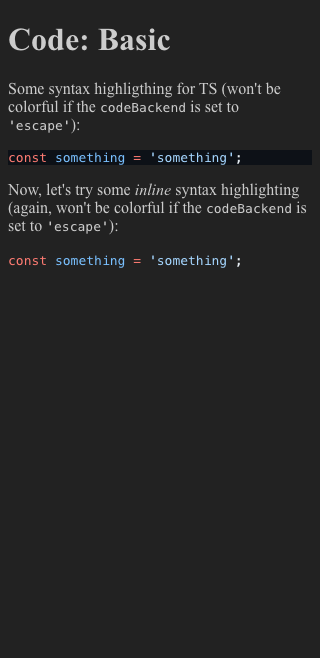 Code: Basic
Some syntax higligthing for TS (won't be
colorful if the codeBackend is set to
'escape'):
const something = 'something';
Now, let's try some inline syntax highlighting
(again, won't be colorful if the codeBackend is
set to 'escape'):
const something = 'something';